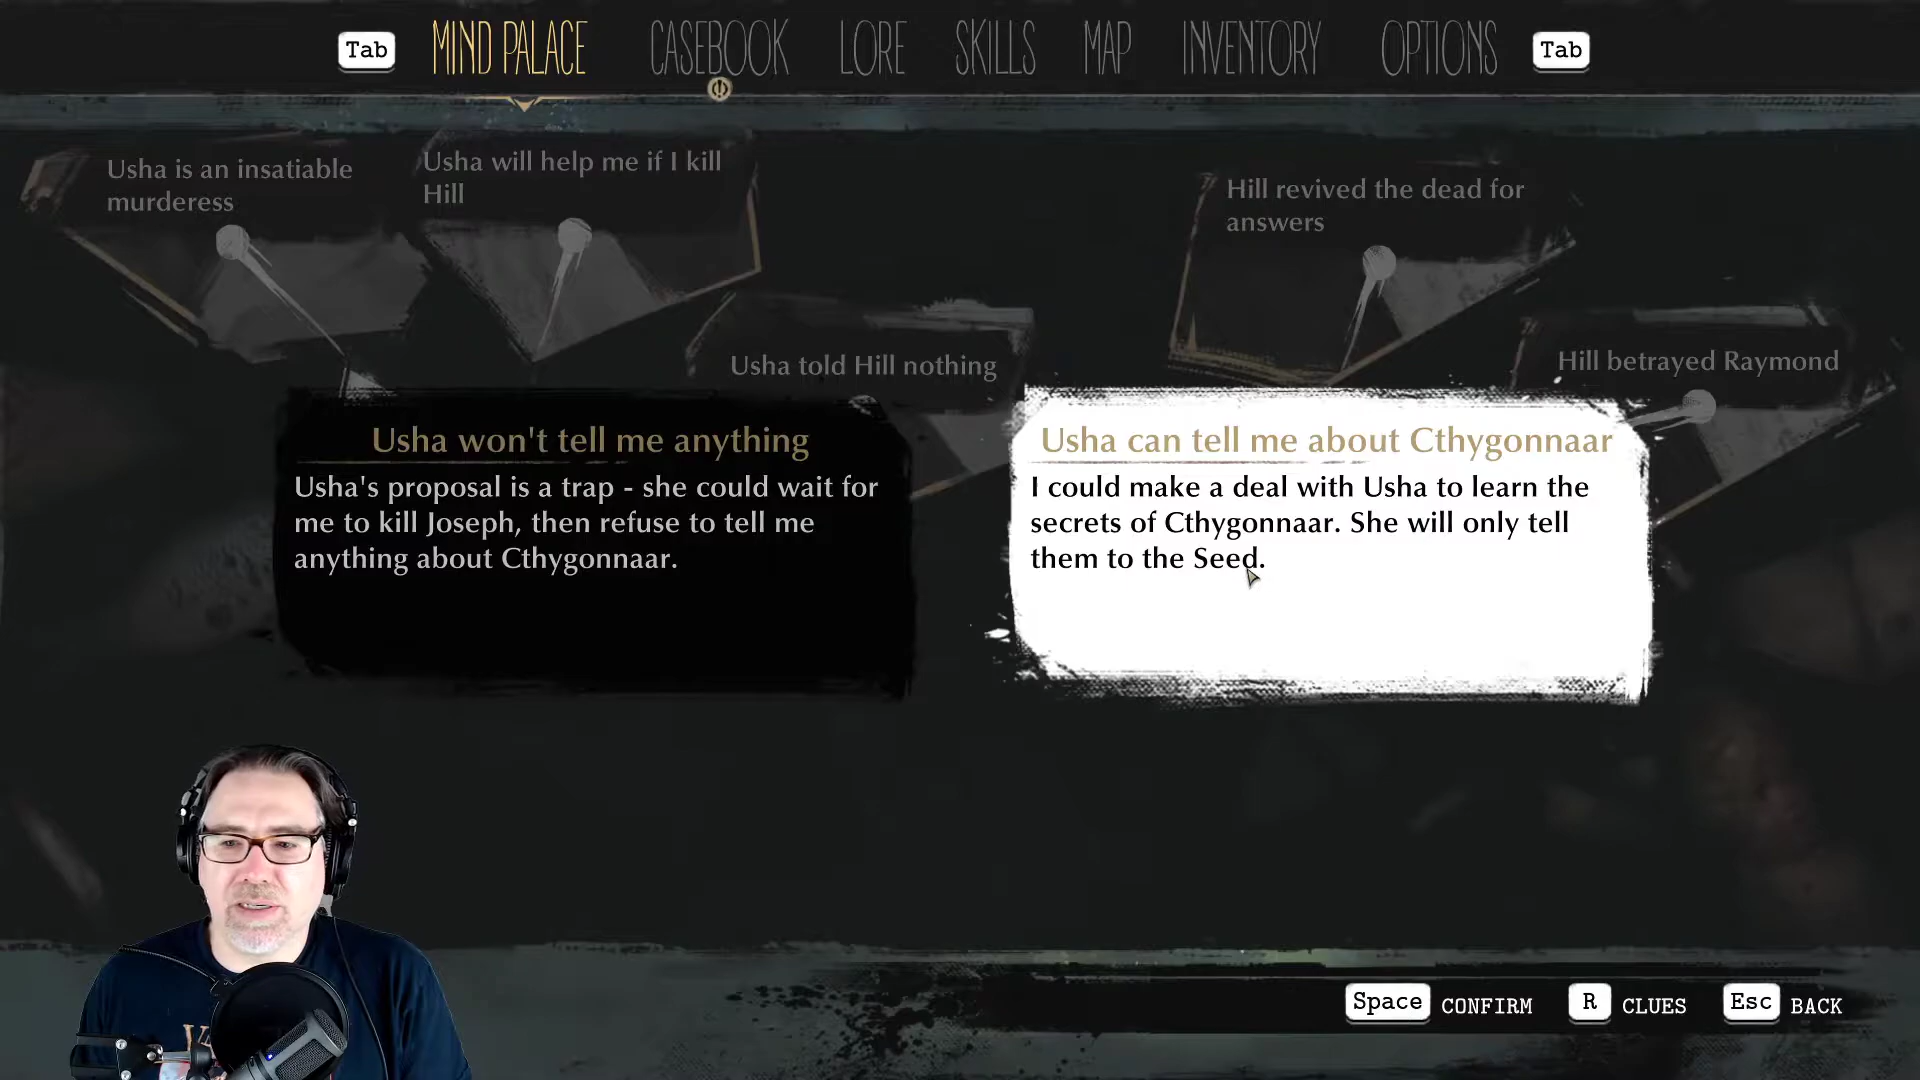 Tab MIND PALACE CASEBOOK LORE SKILLS MAP INVENTORY OPTIONS Tab
Usha is an insatiable
murderess
Usha will help me if I kill
Hill
Hill revived the dead for
answers
Usha told Hill nothing
Hill betrayed Raymond
Usha won't tell me anything
Usha's proposal is a trap - she could wait for
me to kill Joseph, then refuse to tell me
anything about Cthygonnaar.
Usha can tell me about Cthygonnaar
I could make a deal with Usha to learn the
secrets of Cthygonnaar. She will only tell
them to the Seed.
Space CONFIRM R CLUES Esc BACK